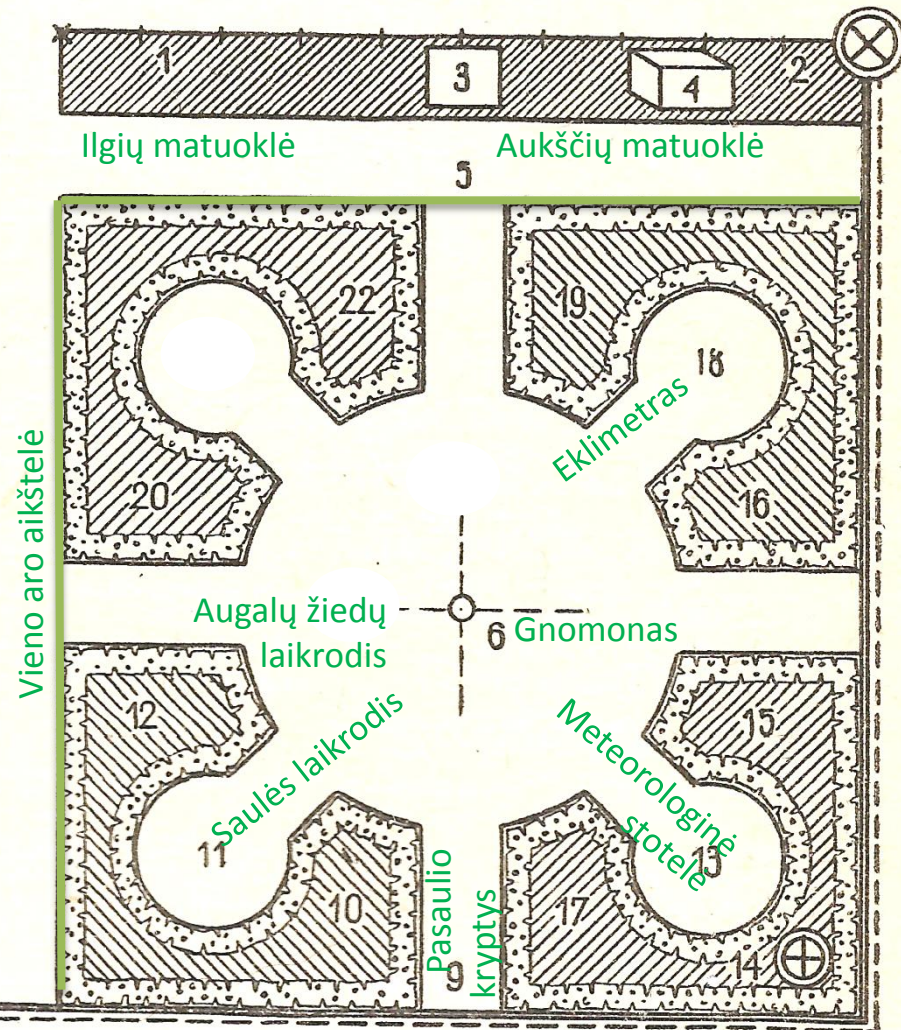 1
2
3
4
Ilgių matuoklė
Aukščių matuoklė
5
22
19
18
Eklimetras
Vieno aro aikštelė
20
16
Augalų žiedų
laikrodis
6
Gnomonas
12
15
Saulės laikrodis
Meteorologinė
stotelė
11
13
10
17
Pasaulio
kryptys
9
14